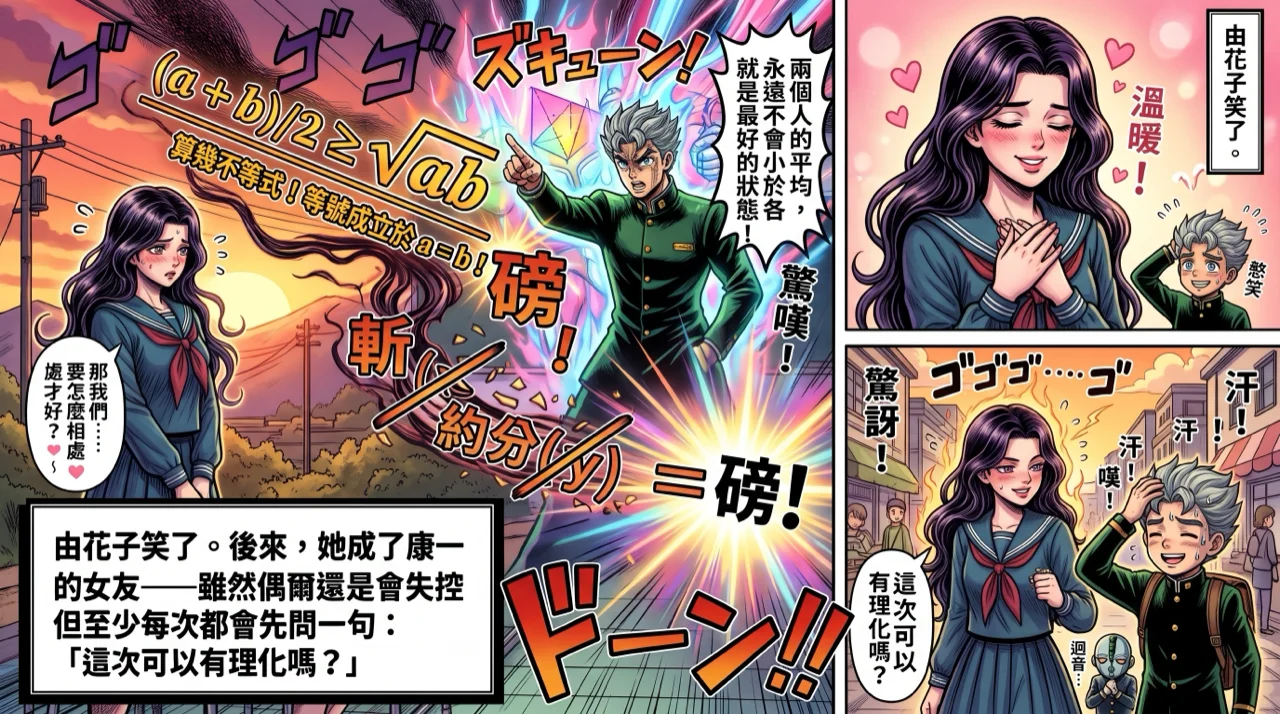 ゴゴゴ
ズキューン!
(a + b)/2 ≥ √ab
算幾不等式！等號成立於 a=b！
兩個人的平均，
永遠不會小於各
就是最好的狀態！
那我們……
要怎麼相處
處才好？♥～
磅！
斬
約分(y)
= 磅！
驚嘆！
ドーン!!
由花子笑了。後來，她成了康一
的女友——雖然偶爾還是會失控
但至少每次都會先問一句：
「這次可以有理化嗎？」
由花子笑了。
溫暖！
憨笑
ゴゴゴ……ゴ
驚訝！
汗！
汗！
汗！
嘆！
這次可以
有理化嗎？
迴音…